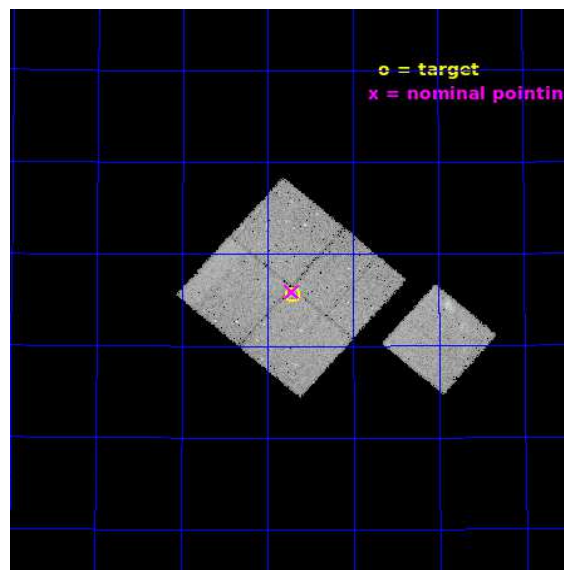 o = target
x = nominal pointin